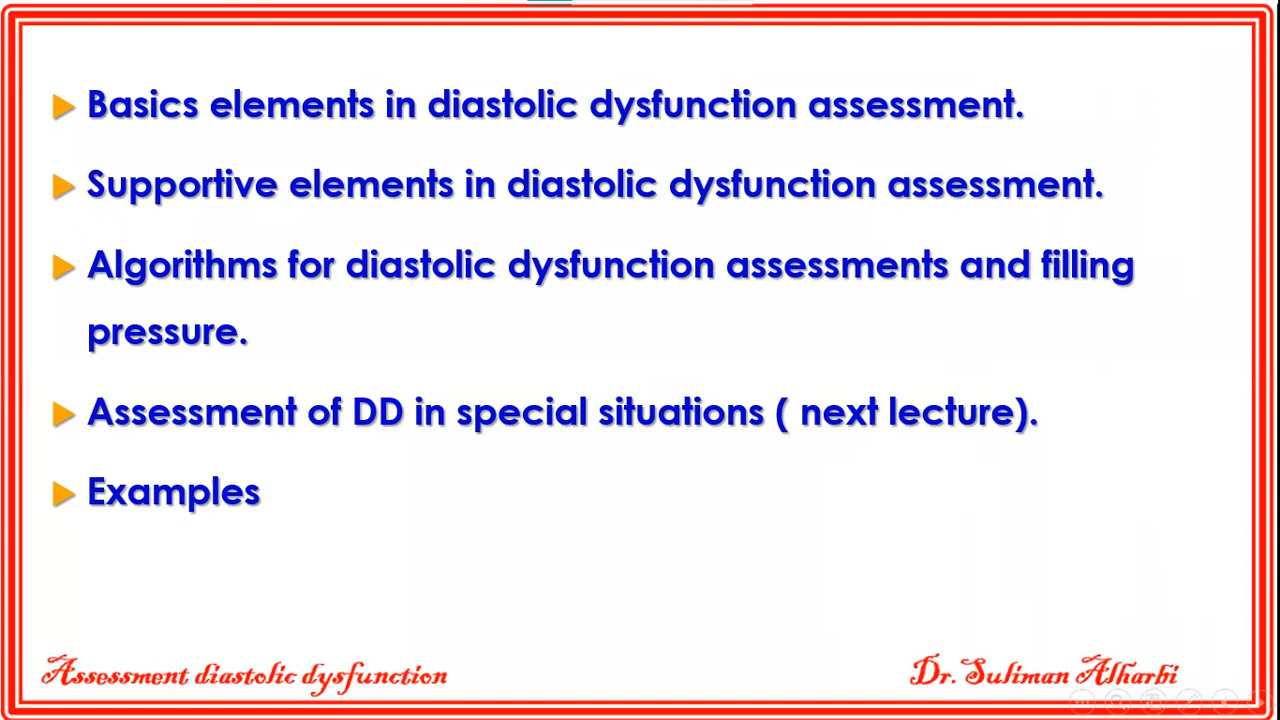 Basics elements in diastolic dysfunction assessment.
Supportive elements in diastolic dysfunction assessment.
Algorithms for diastolic dysfunction assessments and filling
pressure.
Assessment of DD in special situations ( next lecture).
Examples
Assessment diastolic dysfunction
Dr. Suliman Alharbi